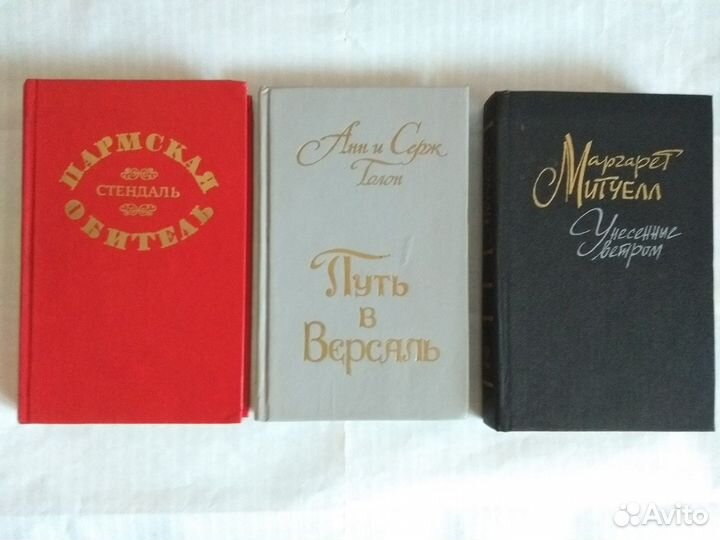 ПАРМСКАЯ
СТЕНДАЛЬ
ОБИТЕЛЬ
Анн и Серж
Голон
Путь
в
Версаль
Маргарет
Митчелл
Унесенные
ветром
Avito